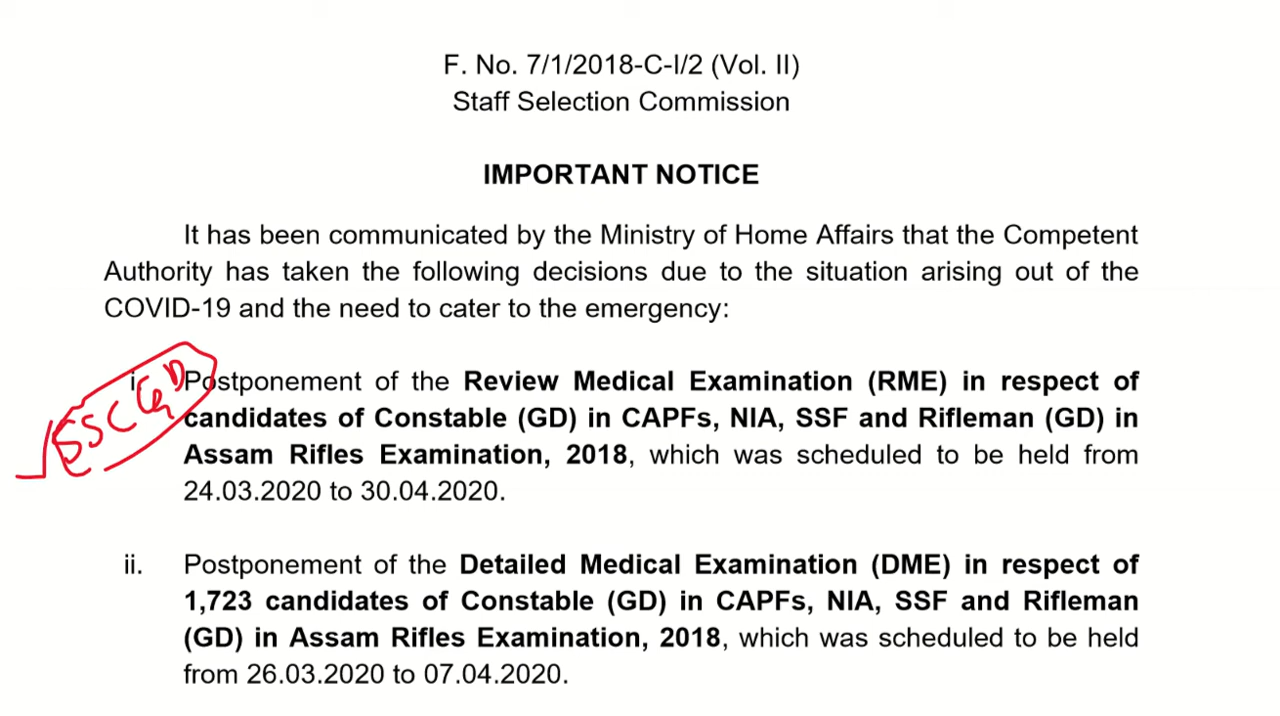 F. No. 7/1/2018-C-I/2 (Vol. II)
Staff Selection Commission
IMPORTANT NOTICE
It has been communicated by the Ministry of Home Affairs that the Competent
Authority has taken the following decisions due to the situation arising out of the
COVID-19 and the need to cater to the emergency:
i. Postponement of the Review Medical Examination (RME) in respect of
SSC GD
candidates of Constable (GD) in CAPFs, NIA, SSF and Rifleman (GD) in
Assam Rifles Examination, 2018, which was scheduled to be held from
24.03.2020 to 30.04.2020.
ii. Postponement of the Detailed Medical Examination (DME) in respect of
1,723 candidates of Constable (GD) in CAPFs, NIA, SSF and Rifleman
(GD) in Assam Rifles Examination, 2018, which was scheduled to be held
from 26.03.2020 to 07.04.2020.